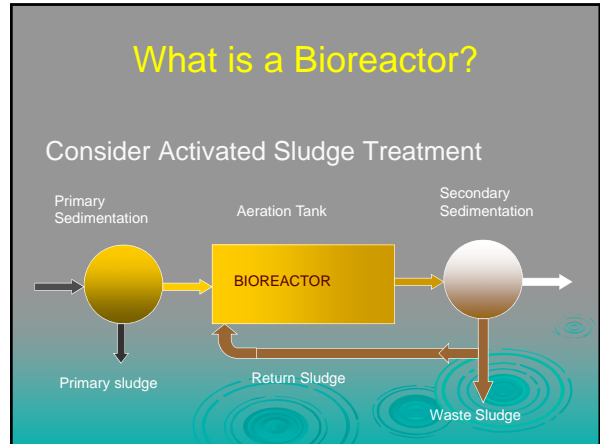 What is a Bioreactor?
Consider Activated Sludge Treatment
Primary
Sedimentation
Aeration Tank
Secondary
Sedimentation
BIOREACTOR
Primary sludge
Return Sludge
Waste Sludge